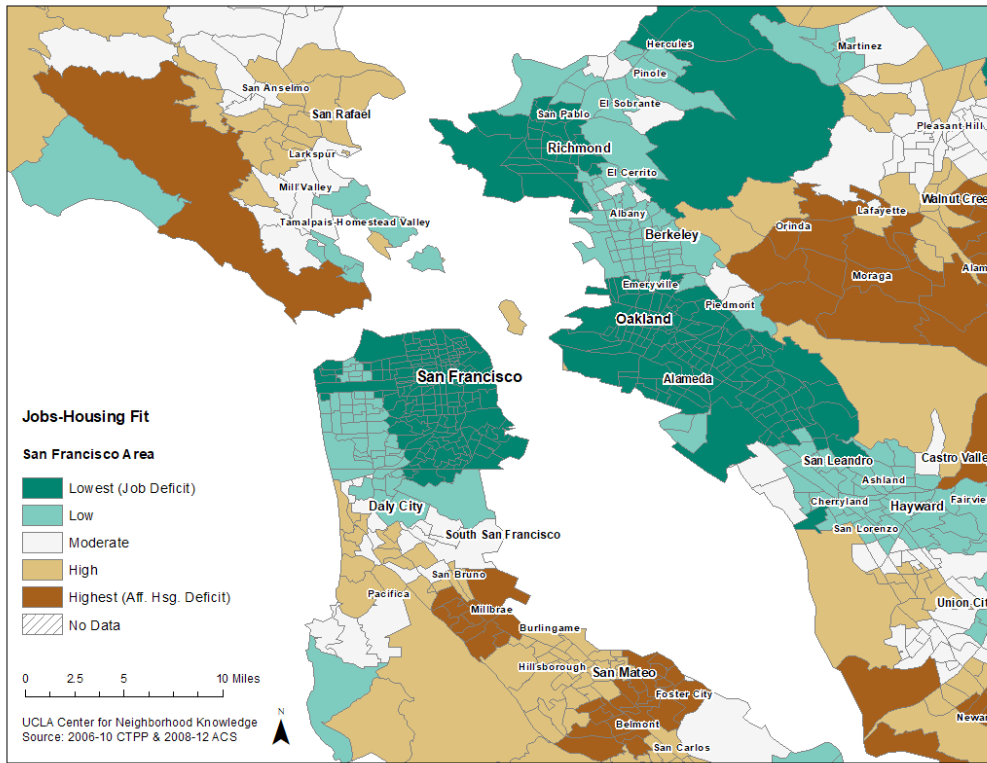 Hercules
Martinez
Pinole
San Anselmo
El Sobrante
San Rafael
San Pablo
Pleasant Hill
Richmond
Larkspur
El Cerrito
Mill Valley
Walnut Cree
Lafayette
Albany
Tamalpais-Homestead Valley
Orinda
Berkeley
Alam
Moraga
Emeryville
Piedmont
Oakland
San Francisco
Alameda
Jobs-Housing Fit
San Francisco Area
Lowest (Job Deficit)
Low
Moderate
High
Highest (Aff. Hsg. Deficit)
No Data
San Leandro
Castro Valle
Ashland
Cherryland
Hayward
Fairvie
Daly City
San Lorenzo
South San Francisco
San Bruno
Pacifica
Union City
Millbrae
Burlingame
Hillsborough
San Mateo
Foster City
Newar
Belmont
San Carlos
0 2.5 5 10 Miles
UCLA Center for Neighborhood Knowledge
Source: 2006-10 CTPP & 2008-12 ACS
N